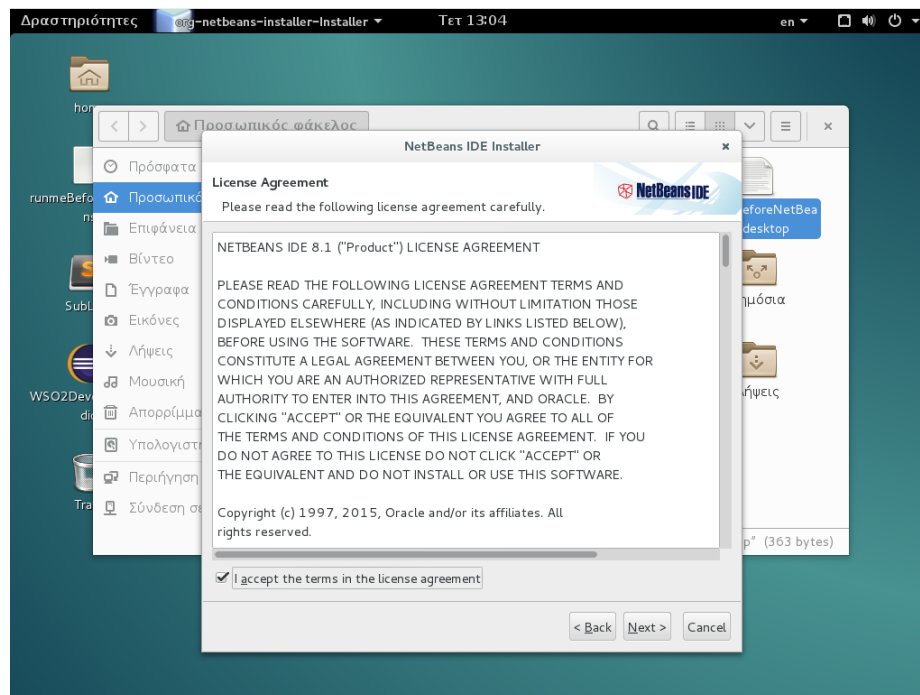 Δραστηριότητες
org-netbeans-installer-Installer
Τετ 13:04
en
Προσωπικός φάκελος
Πρόσφατα
Επιφάνεια
Βίντεο
Έγγραφα
Εικόνες
Λήψεις
Μουσική
Περιήγηση
Σύνδεση
(363 bytes)
NetBeans IDE Installer
License Agreement
Please read the following license agreement carefully.
NetBeans IDE
NETBEANS IDE 8.1 ("Product") LICENSE AGREEMENT
PLEASE READ THE FOLLOWING LICENSE AGREEMENT TERMS AND
CONDITIONS CAREFULLY, INCLUDING WITHOUT LIMITATION THOSE
DISPLAYED ELSEWHERE (AS INDICATED BY LINKS LISTED BELOW),
BEFORE USING THE SOFTWARE.  THESE TERMS AND CONDITIONS
CONSTITUTE A LEGAL AGREEMENT BETWEEN YOU, OR THE ENTITY FOR
WHICH YOU ARE AN AUTHORIZED REPRESENTATIVE WITH FULL
AUTHORITY TO ENTER INTO THIS AGREEMENT, AND ORACLE.  BY
CLICKING "ACCEPT" OR THE EQUIVALENT YOU AGREE TO ALL OF
THE TERMS AND CONDITIONS OF THIS LICENSE AGREEMENT.  IF YOU
DO NOT AGREE TO THIS LICENSE DO NOT CLICK "ACCEPT" OR
THE EQUIVALENT AND DO NOT INSTALL OR USE THIS SOFTWARE.
Copyright (c) 1997, 2015, Oracle and/or its affiliates. All
rights reserved.
I accept the terms in the license agreement
< Back
Next >
Cancel